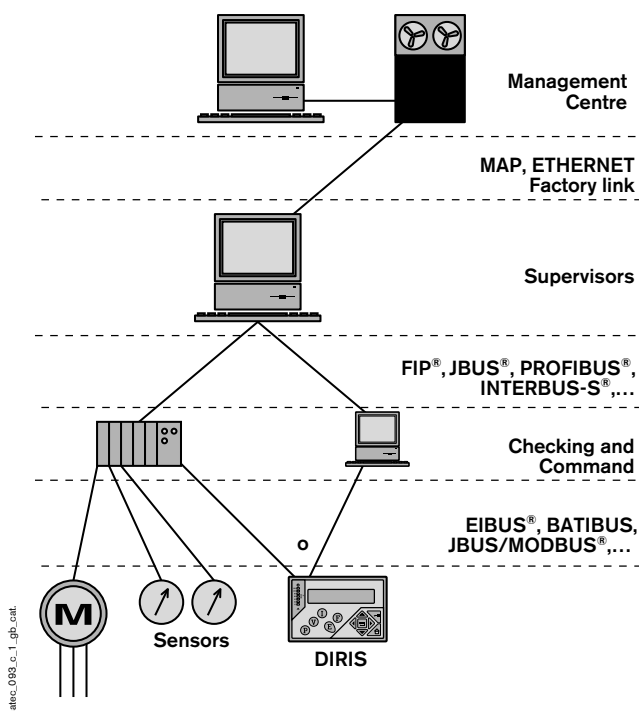 Management
Centre
MAP, ETHERNET
Factory link
Supervisors
FIP®, JBUS®, PROFIBUS®,
INTERBUS-S®,...
Checking and
Command
EIBUS®, BATIBUS,
JBUS/MODBUS®,...
o
M
Sensors
V I F
P E
DIRIS
atec_093_c_1_gb_cat.